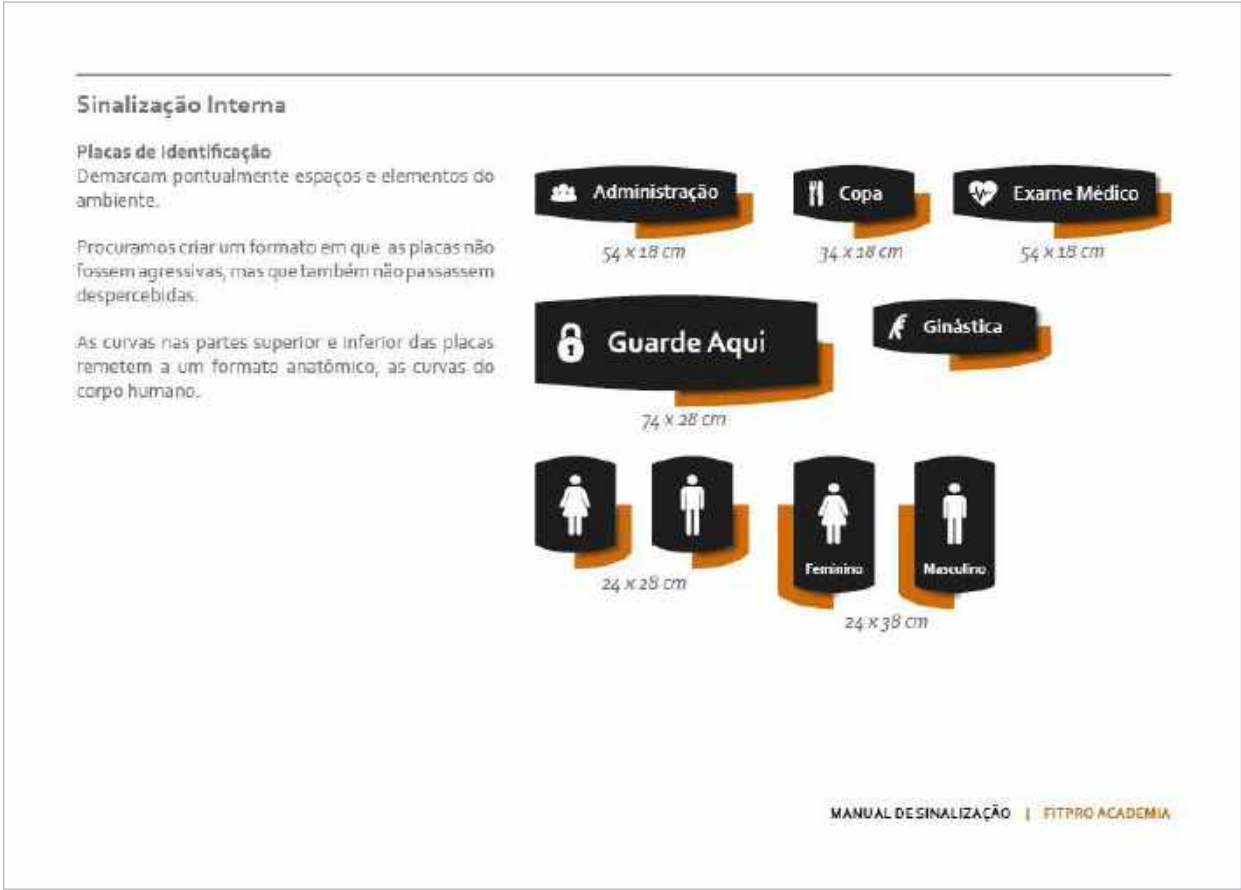 Sinalização Interna
Placas de Identificação
Demarcam pontualmente espaços e elementos do
ambiente.
Procuramos criar um formato em que as placas não
fossem agressivas, mas que também não passassem
despercebidas.
As curvas nas partes superior e inferior das placas
remetem a um formato anatômico, as curvas do
corpo humano.
Administração
54 x 18 cm
Copa
34 x 18 cm
Exame Médico
54 x 18 cm
Guarde Aqui
74 x 28 cm
Ginástica
24 x 28 cm
Feminino
Masculino
24 x 38 cm
MANUAL DE SINALIZAÇÃO | FITPRO ACADEMIA